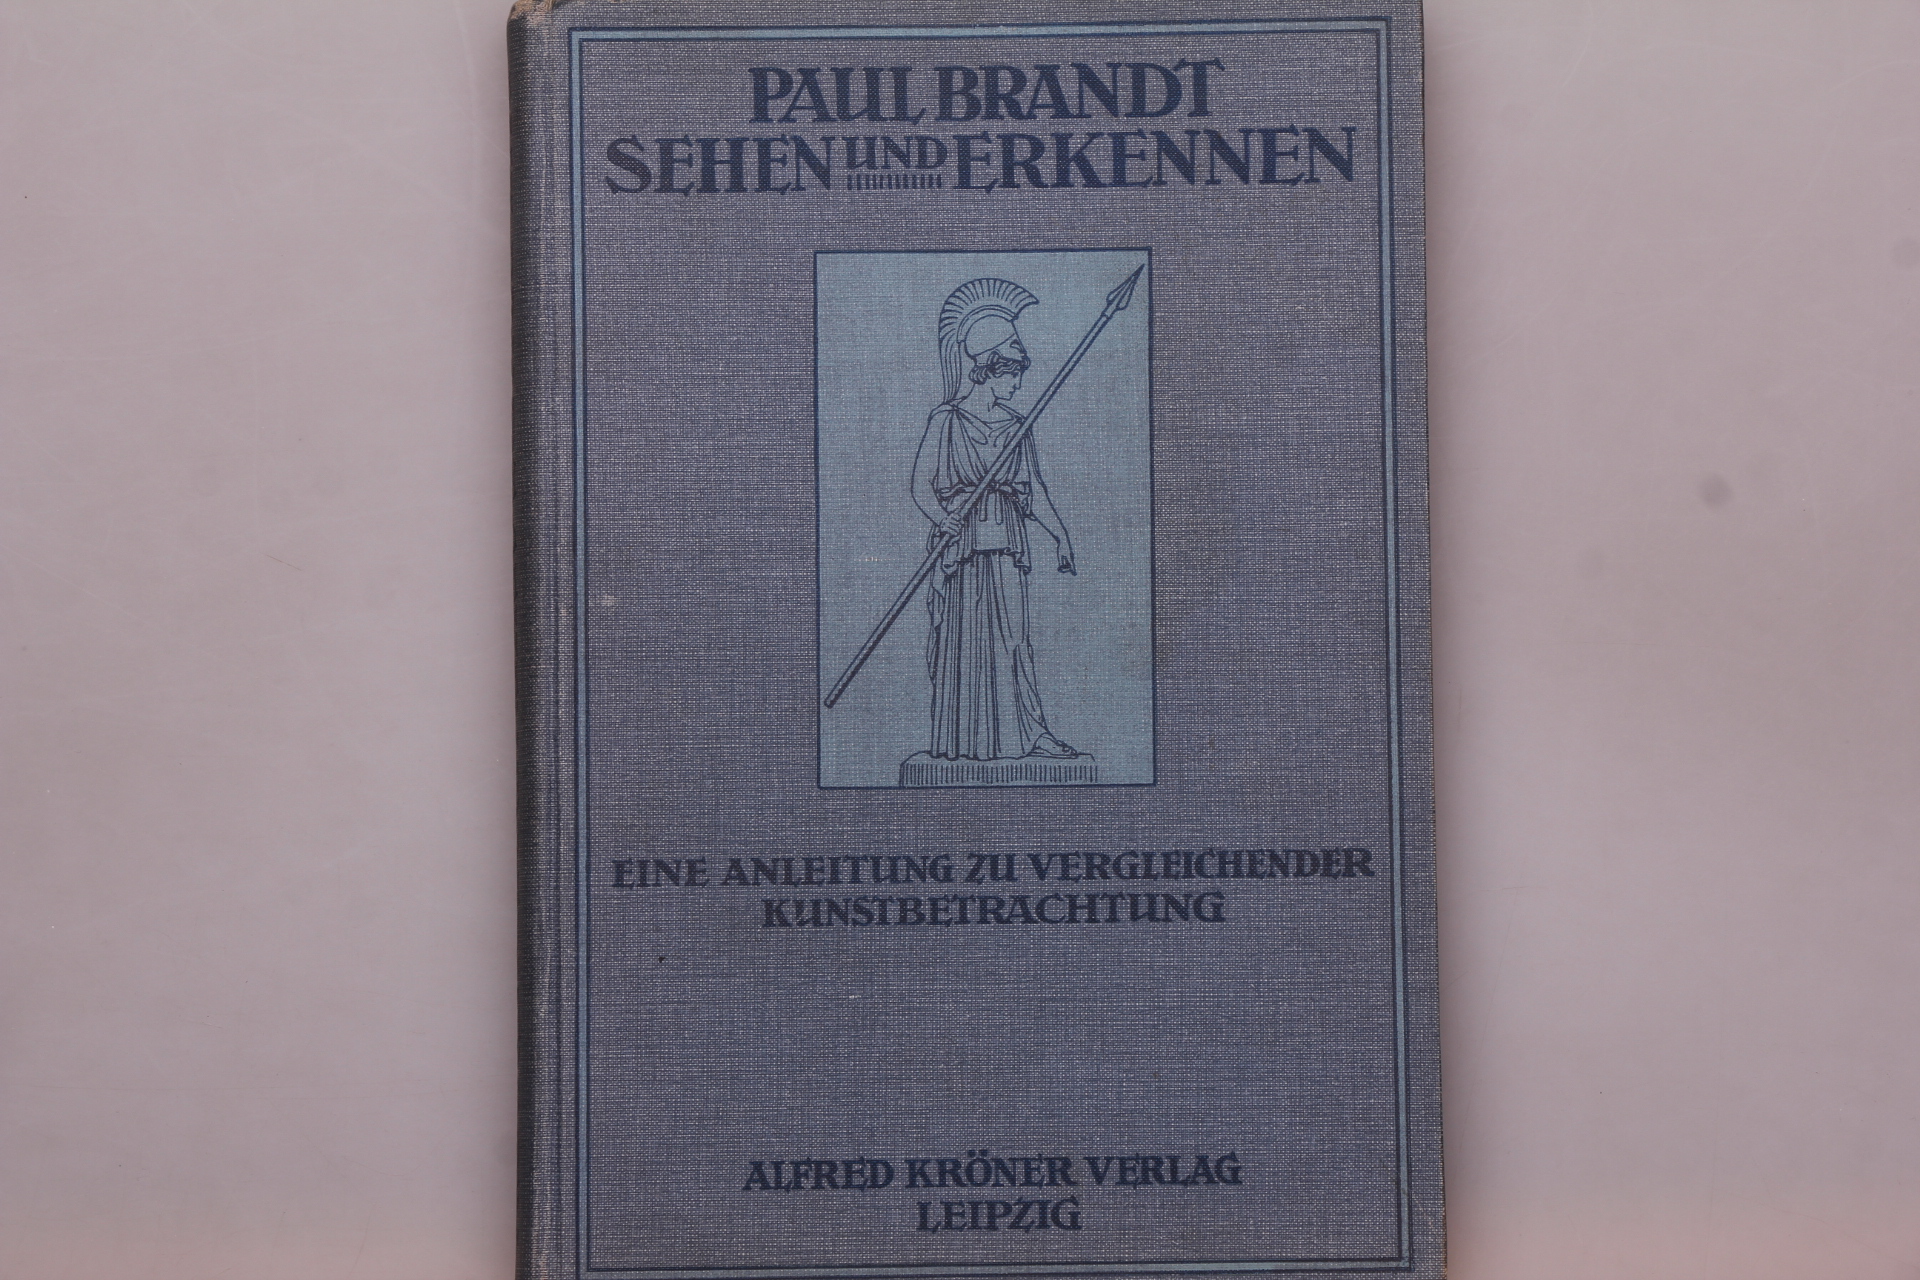 PAUL BRANDT
SEHEN UND ERKENNEN
EINE ANLEITUNG ZU VERGLEICHENDER
KUNSTBETRACHTUNG
ALFRED KRÖNER VERLAG
LEIPZIG